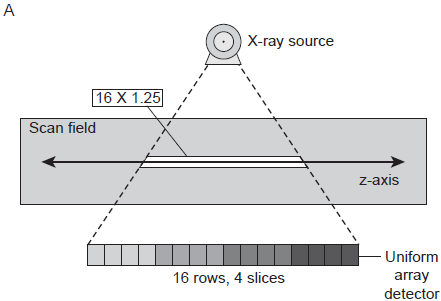 A
X-ray source
16 X 1.25
Scan field
z-axis
16 rows, 4 slices
Uniform
array
detector